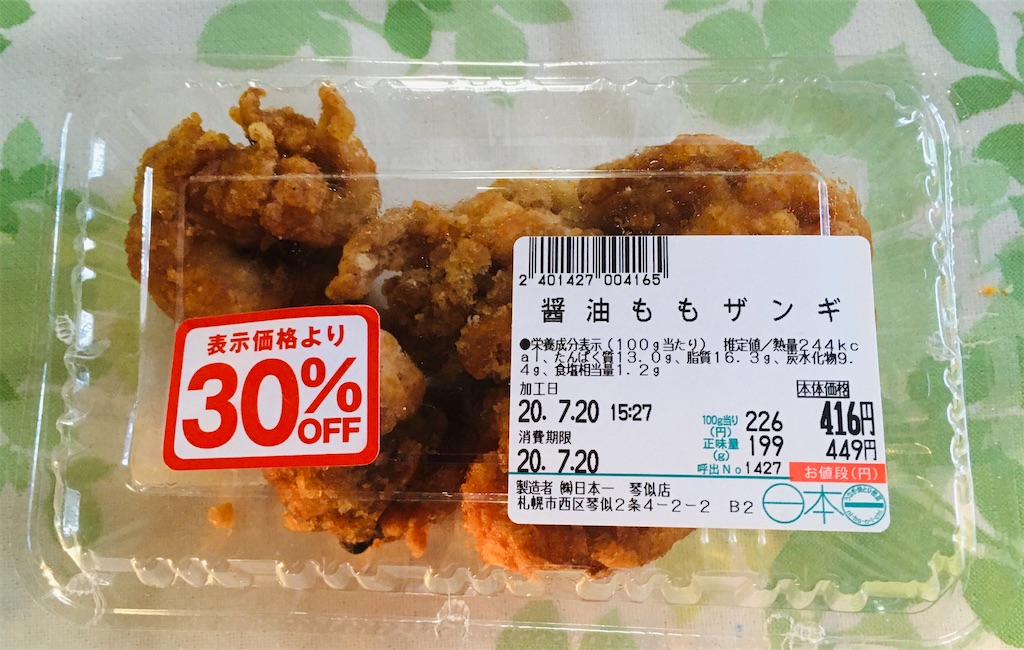 表示価格より
30%
OFF
2 401427 004165
醤油ももザンギ
●栄養成分表示(100g当たり) 推定値/熱量244kc
al、たんぱく質13.0g、脂質16.3g、炭水化物9.
4g、食塩相当量1.2g
加工日
20. 7.20 15:27
消費期限
20. 7.20
100g当り
(円) 226
正味量
(g) 199
呼出No 1427
本体価格
416円
449円
お値段(円)
製造者 ㈱日本一 琴似店
札幌市西区琴似2条4-2-2 B2
日本一